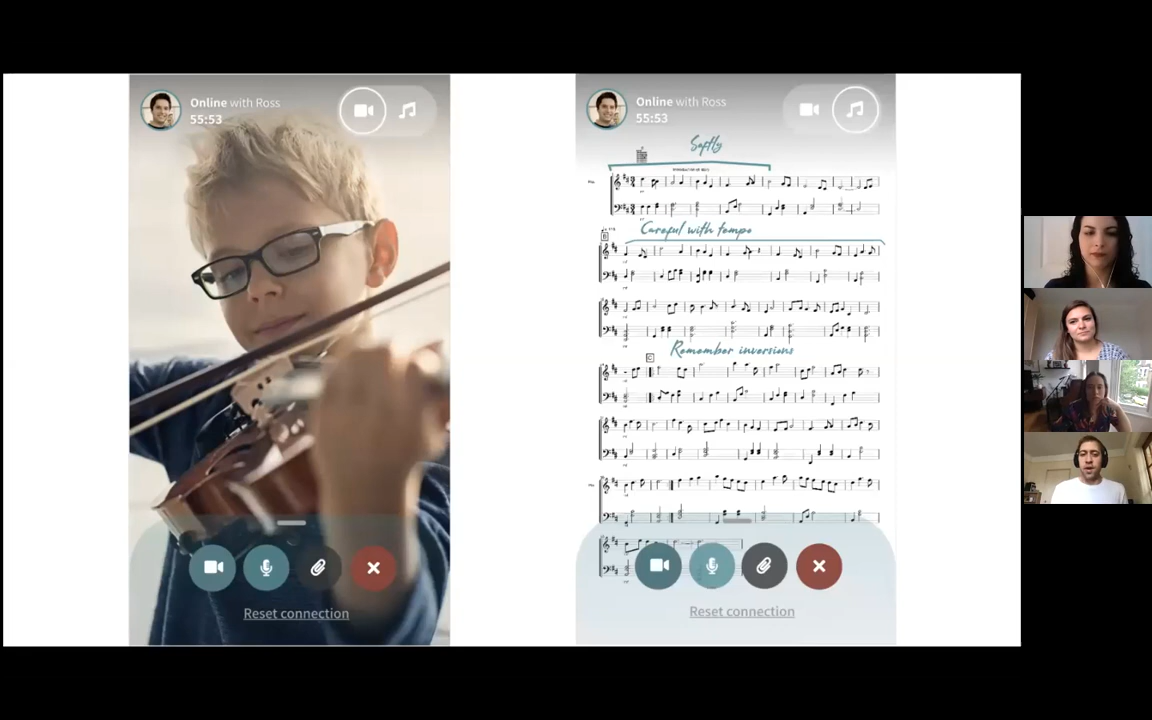 Online with Ross
55:53
Reset connection
Online with Ross
55:53
Softly
Careful with tempo
Remember inversions
Reset connection